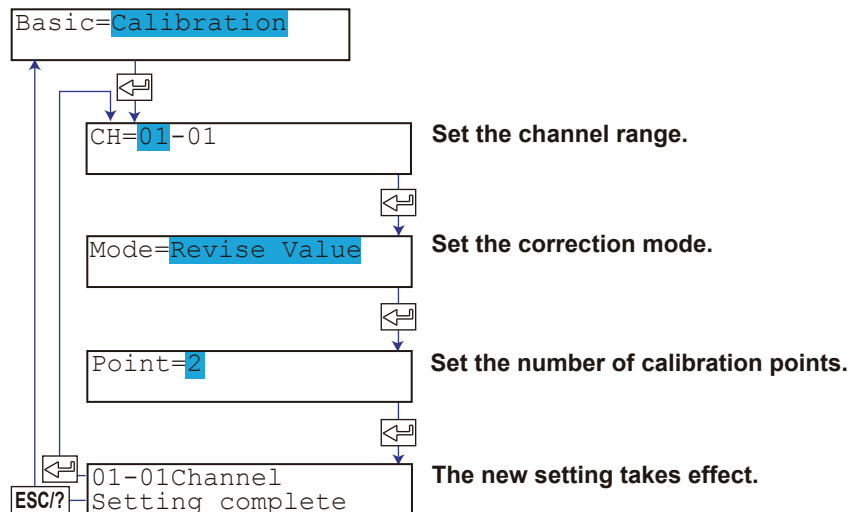 Basic=Calibration
CH=01-01
Set the channel range.
Mode=Revise Value
Set the correction mode.
Point=2
Set the number of calibration points.
01-01Channel
The new setting takes effect.
ESC/?
Setting complete